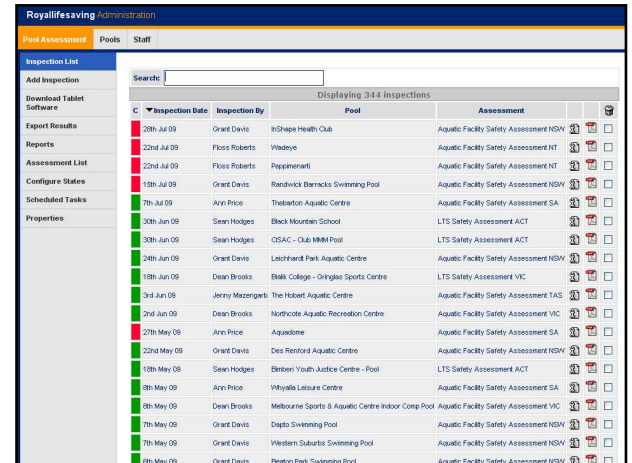 Royallifesaving Administration
Pool Assessment Pools Staff
Inspection List
Add Inspection
Download Tablet
Software
Export Results
Reports
Assessment List
Configure States
Scheduled Tasks
Properties
Search:
Displaying 344 inspections
C Inspection Date Inspection By Pool Assessment
28th Jul 09 Grant Davis InShape Health Club Aquatic Facility Safety Assessment NSW
22nd Jul 09 Floss Roberts Wadeye Aquatic Facility Safety Assessment NT
22nd Jul 09 Floss Roberts Peppimenarti Aquatic Facility Safety Assessment NT
15th Jul 09 Grant Davis Randwick Barracks Swimming Pool Aquatic Facility Safety Assessment NSW
7th Jul 09 Ann Price Thebarton Aquatic Centre Aquatic Facility Safety Assessment SA
30th Jun 09 Sean Hodges Black Mountain School LTS Safety Assessment ACT
30th Jun 09 Sean Hodges CISAC - Club MMM Pool LTS Safety Assessment ACT
24th Jun 09 Grant Davis Leichhardt Park Aquatic Centre Aquatic Facility Safety Assessment NSW
18th Jun 09 Dean Brooks Bialik College - Gringlas Sports Centre LTS Safety Assessment VIC
3rd Jun 09 Jenny Mazengarb The Hobart Aquatic Centre Aquatic Facility Safety Assessment TAS
2nd Jun 09 Dean Brooks Northcote Aquatic Recreation Centre Aquatic Facility Safety Assessment VIC
27th May 09 Ann Price Aquadome Aquatic Facility Safety Assessment SA
22nd May 09 Grant Davis Des Renford Aquatic Centre Aquatic Facility Safety Assessment NSW
18th May 09 Sean Hodges Bimberi Youth Justice Centre - Pool LTS Safety Assessment ACT
8th May 09 Ann Price Whyalla Leisure Centre Aquatic Facility Safety Assessment SA
8th May 09 Dean Brooks Melbourne Sports & Aquatic Centre Indoor Comp Pool Aquatic Facility Safety Assessment VIC
7th May 09 Grant Davis Dapto Swimming Pool Aquatic Facility Safety Assessment NSW
7th May 09 Grant Davis Western Suburbs Swimming Pool Aquatic Facility Safety Assessment NSW
6th May 09 Grant Davis Beaton Park Swimming Pool Aquatic Facility Safety Assessment NSW